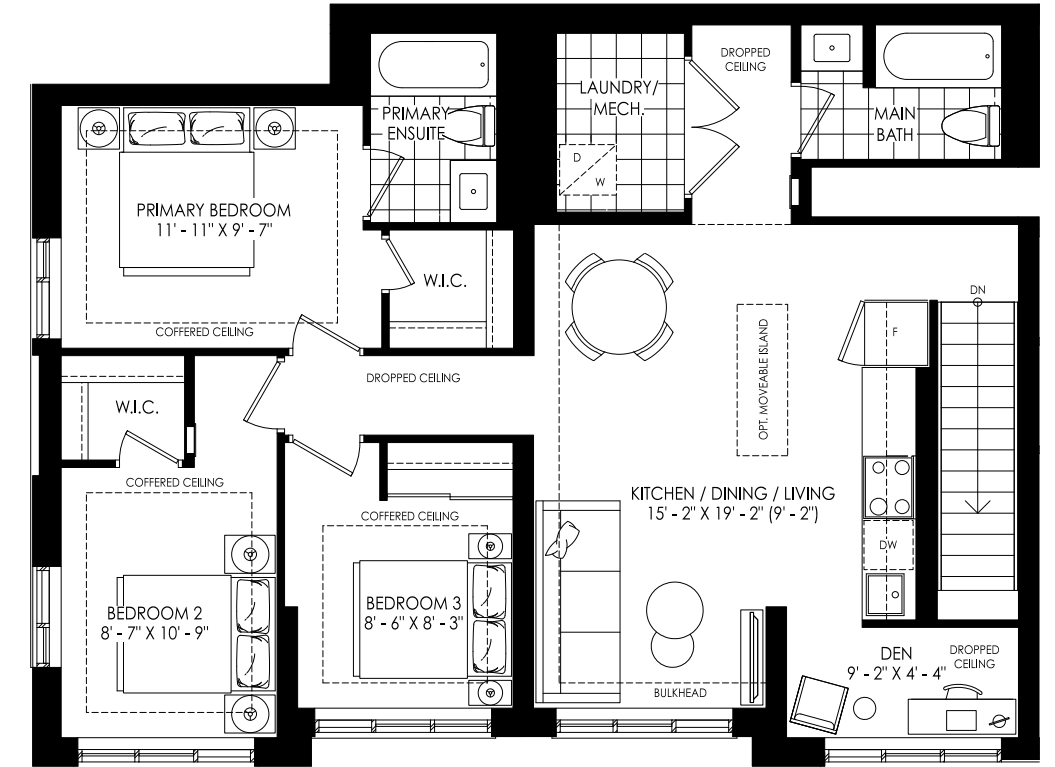 DROPPED
CEILING
LAUNDRY/
MECH.
PRIMARY
ENSUITE
MAIN
BATH
D
W
PRIMARY BEDROOM
11' - 11" X 9' - 7"
W.I.C.
DN
COFFERED CEILING
F
OPT. MOVEABLE ISLAND
DROPPED CEILING
W.I.C.
COFFERED CEILING
KITCHEN / DINING / LIVING
15' - 2" X 19' - 2" (9' - 2")
COFFERED CEILING
DW
BEDROOM 2
8' - 7" X 10' - 9"
BEDROOM 3
8' - 6" X 8' - 3"
DEN
9' - 2" X 4' - 4"
DROPPED
CEILING
BULKHEAD